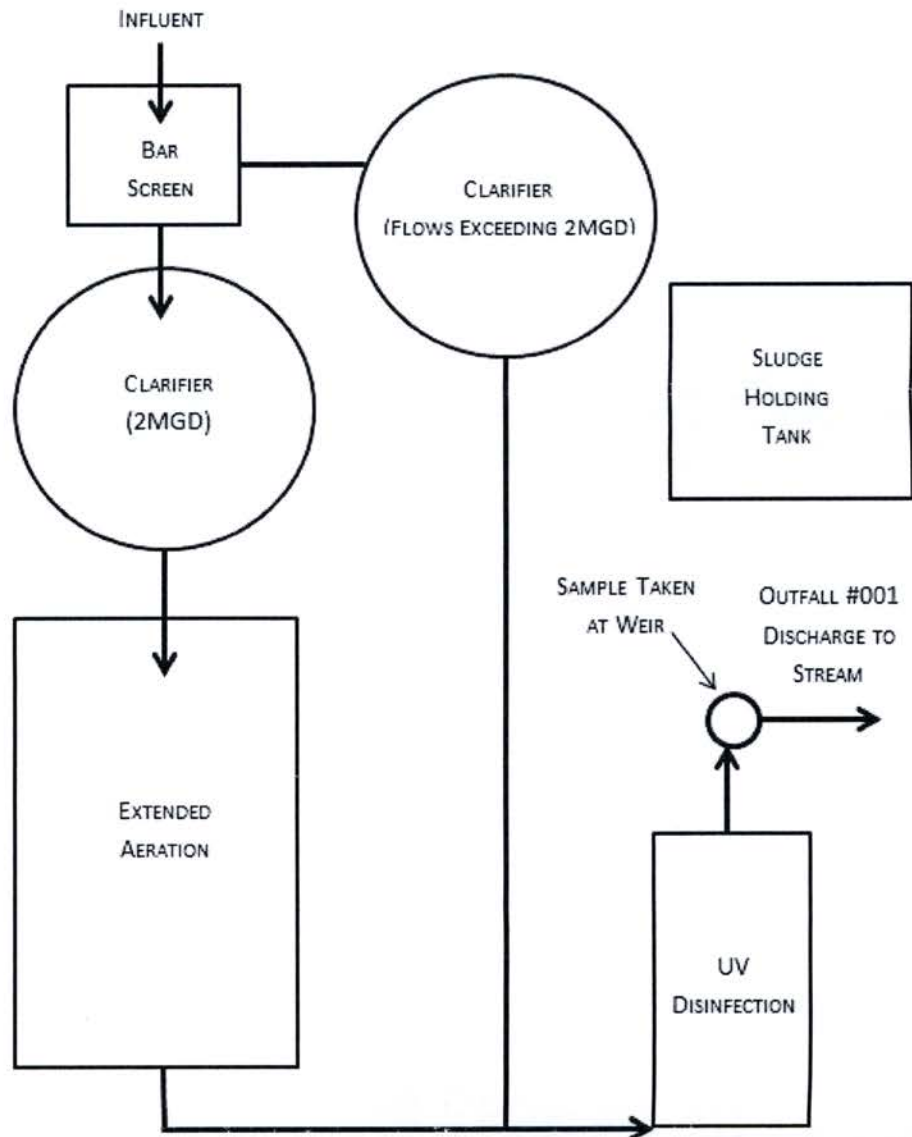 INFLUENT
BAR
SCREEN
CLARIFIER
(FLOWS EXCEEDING 2MGD)
CLARIFIER
(2MGD)
SLUDGE
HOLDING
TANK
SAMPLE TAKEN
AT WEIR
OUTFALL #001
DISCHARGE TO
STREAM
EXTENDED
AERATION
UV
DISINFECTION